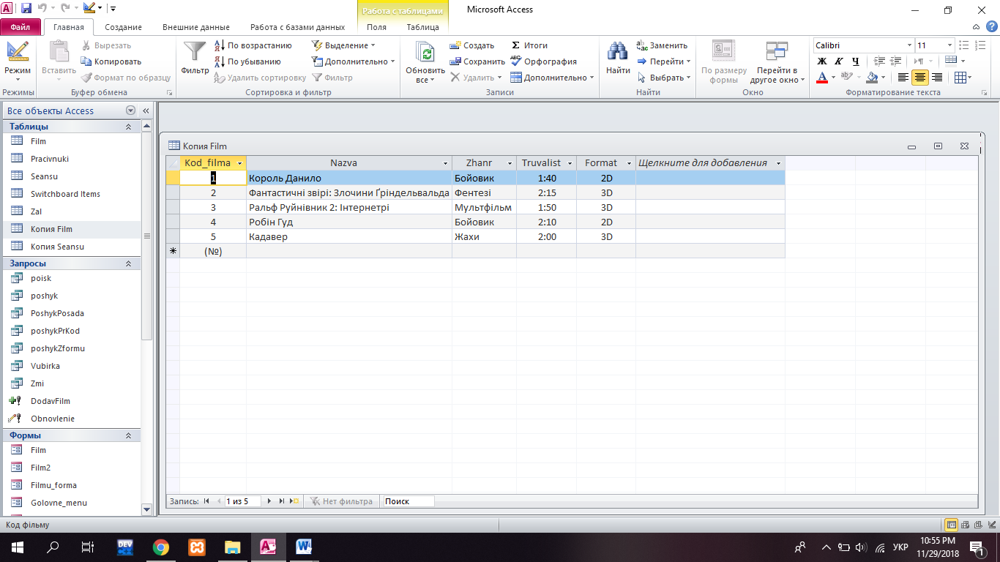 Работа с таблицами
Microsoft Access
Файл Главная Создание Внешние данные Работа с базами данных Поля Таблица
Режим
Режимы
Вставить
Вырезать
Копировать
Формат по образцу
Буфер обмена
Фильтр
По возрастанию
По убыванию
Удалить сортировку
Выделение
Дополнительно
Фильтр
Сортировка и фильтр
Обновить
все
Создать
Сохранить
Удалить
Итоги
Орфография
Дополнительно
Записи
Найти
Заменить
Перейти
Выбрать
Найти
По размеру
формы
Перейти в
другое окно
Окно
Calibri 11
Ж К Ч
Форматирование текста
Все объекты Access
Таблицы
Film
Pracivnuki
Seansu
Switchboard Items
Zal
Копия Film
Копия Seansu
Запросы
poisk
poshyk
PoshykPosada
poshykPrKod
poshykZformu
Vubirka
Zmi
DodavFilm
Obnovlenie
Формы
Film
Film2
Filmu_forma
Golovne_menu
Копия Film
Kod_filma Nazva Zhanr Truvalist Format Щелкните для добавления
1 Король Данило Бойовик 1:40 2D
2 Фантастичні звірі: Злочини Ґріндельвальда Фентезі 2:15 3D
3 Ральф Руйнівник 2: Інтернетрі Мультфільм 1:50 3D
4 Робін Гуд Бойовик 2:10 2D
5 Кадавер Жахи 2:00 3D
(№)
Запись: 1 из 5 Нет фильтра Поиск
Код фільму
DEV
УКР
10:55 PM
11/29/2018
1